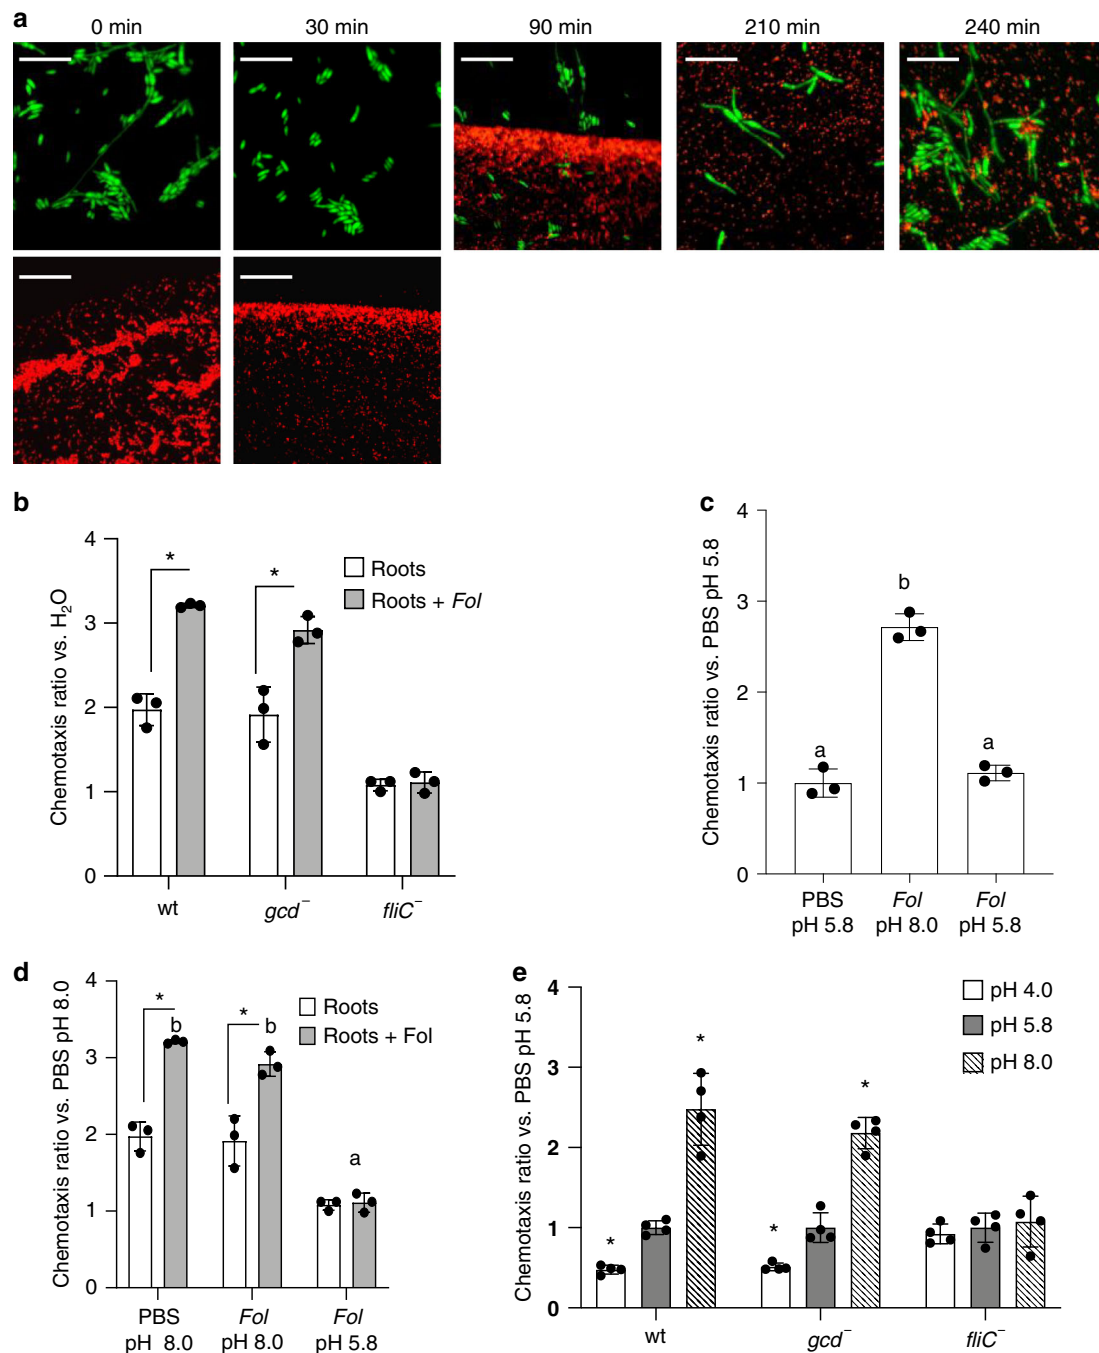 a
0 min
30 min
90 min
210 min
240 min
b
Chemotaxis ratio vs. H₂O
4
3
2
1
0
*
*
Roots
Roots + Fol
wt
gcd⁻
fliC⁻
c
Chemotaxis ratio vs. PBS pH 5.8
4
3
2
1
0
a
b
a
PBS
pH 5.8
Fol
pH 8.0
Fol
pH 5.8
d
Chemotaxis ratio vs. PBS pH 8.0
4
3
2
1
0
*
b
*
b
a
Roots
Roots + Fol
PBS
pH 8.0
Fol
pH 8.0
Fol
pH 5.8
e
Chemotaxis ratio vs. PBS pH 5.8
4
3
2
1
0
*
*
*
*
pH 4.0
pH 5.8
pH 8.0
wt
gcd⁻
fliC⁻